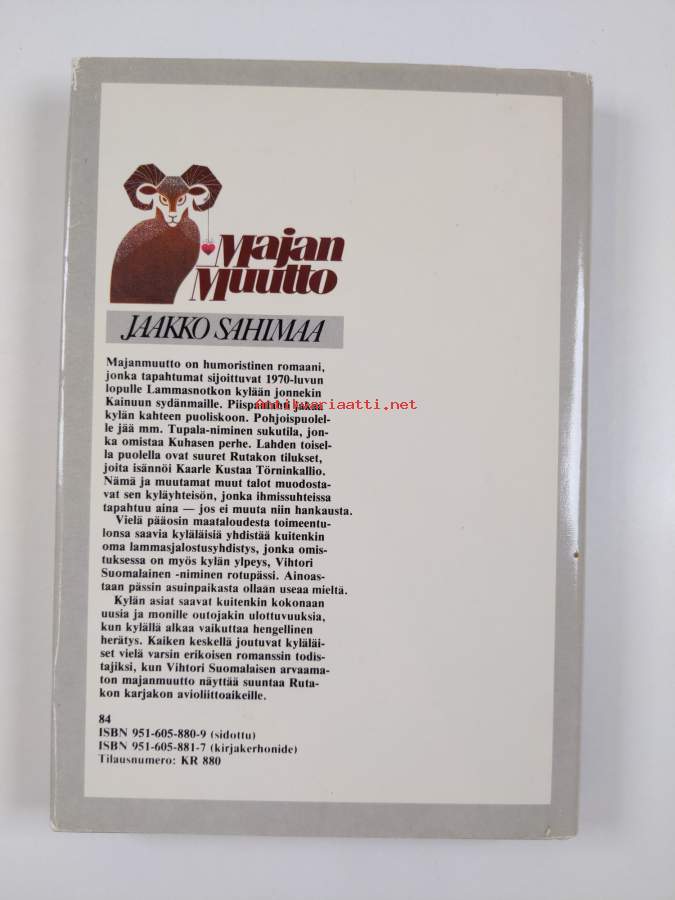 Majan
Muutto
JAAKKO SAHIMAA
Majanmuutto on humoristinen romaani,
jonka tapahtumat sijoittuvat 1970-luvun
lopulle Lammasnotkon kylään jonnekin
Kainuun sydänmaille. Piispanlahti jakaa
kylän kahteen puoliskoon. Pohjoispuolel-
le jää mm. Tupala-niminen sukutila, jon-
ka omistaa Kuhasen perhe. Lahden toisel-
la puolella ovat suuret Rutakon tilukset,
joita isännöi Kaarle Kustaa Törninkallio.
Nämä ja muutamat muut talot muodosta-
vat sen kyläyhteisön, jonka ihmissuhteissa
tapahtuu aina — jos ei muuta niin hankausta.
Vielä pääosin maataloudesta toimeentu-
lonsa saavia kyläläisiä yhdistää kuitenkin
oma lammasjalostusyhdistys, jonka omis-
tuksessa on myös kylän ylpeys, Vihtori
Suomalainen -niminen rotupässi. Ainoas-
taan pässin asuinpaikasta ollaan useaa mieltä.
Kylän asiat saavat kuitenkin kokonaan
uusia ja monille outojakin ulottuvuuksia,
kun kylällä alkaa vaikuttaa hengellinen
herätys. Kaiken keskellä joutuvat kyläläi-
set vielä varsin erikoisen romanssin todis-
tajiksi, kun Vihtori Suomalaisen arvaama-
ton majanmuutto näyttää suuntaa Ruta-
kon karjakon avioliittoaikeille.
84
ISBN 951-605-880-9 (sidottu)
ISBN 951-605-881-7 (kirjakerhonide)
Tilausnumero: KR 880
Antikvariaatti.net